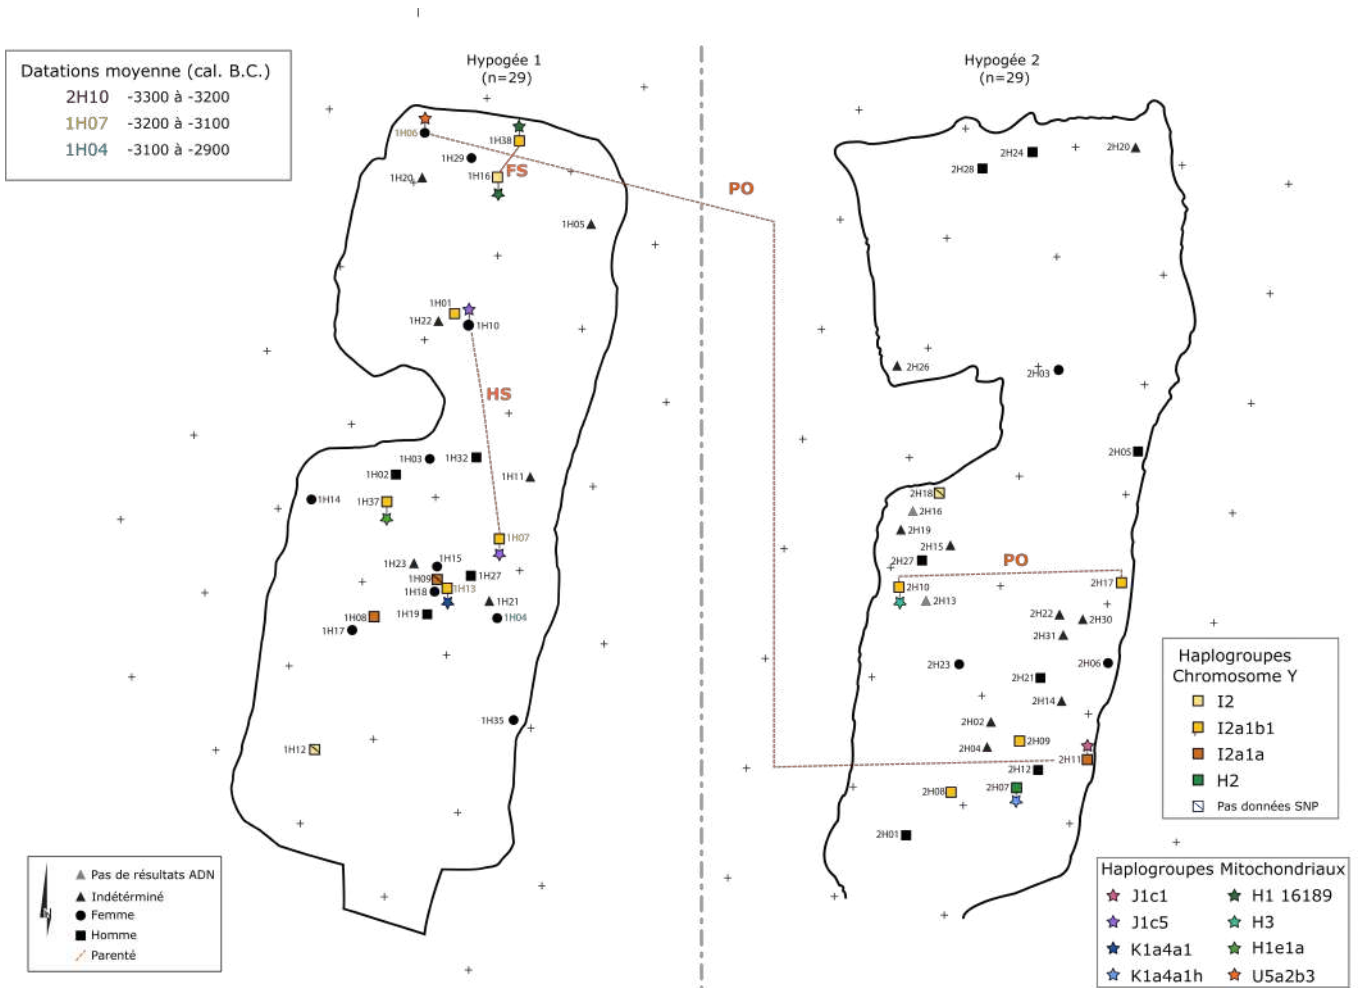 Datations moyenne (cal. B.C.)
2H10 -3300 à -3200
1H07 -3200 à -3100
1H04 -3100 à -2900
Hypogée 1
(n=29)
Hypogée 2
(n=29)
1H06
1H38
1H29
FS
1H16
1H20
1H05
PO
1H01
1H22
1H10
HS
1H03
1H32
1H02
1H11
1H14
1H37
1H07
1H23
1H15
1H09
1H27
1H13
1H18
1H21
1H08
1H19
1H04
1H17
1H35
1H12
2H24
2H20
2H28
2H26
2H03
2H05
2H18
2H16
2H19
2H15
2H27
PO
2H10
2H17
2H13
2H22
2H30
2H31
2H23
2H06
2H21
2H14
2H02
2H09
2H04
2H11
2H12
2H07
2H08
2H01
Haplogroupes
Chromosome Y
I2
I2a1b1
I2a1a
H2
Pas données SNP
Pas de résultats ADN
Indétérminé
Femme
Homme
Parenté
Haplogroupes Mitochondriaux
J1c1 H1 16189
J1c5 H3
K1a4a1 H1e1a
K1a4a1h U5a2b3